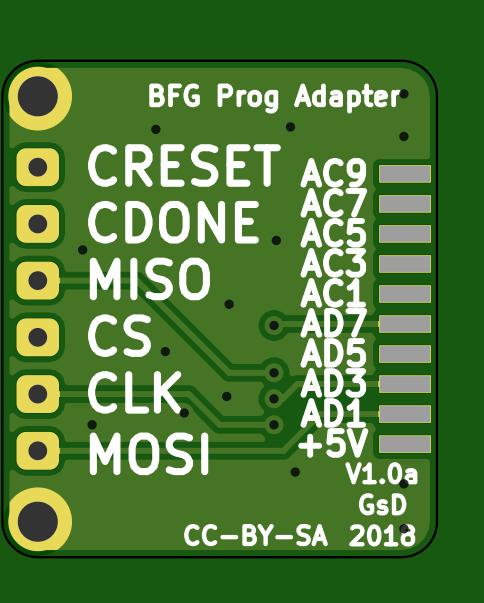 BFG Prog Adapter
CRESET
CDONE
MISO
CS
CLK
MOSI
AC9
AC7
AC5
AC3
AC1
AD7
AD5
AD3
AD1
+5V
V1.0a
GsD
CC-BY-SA 2018